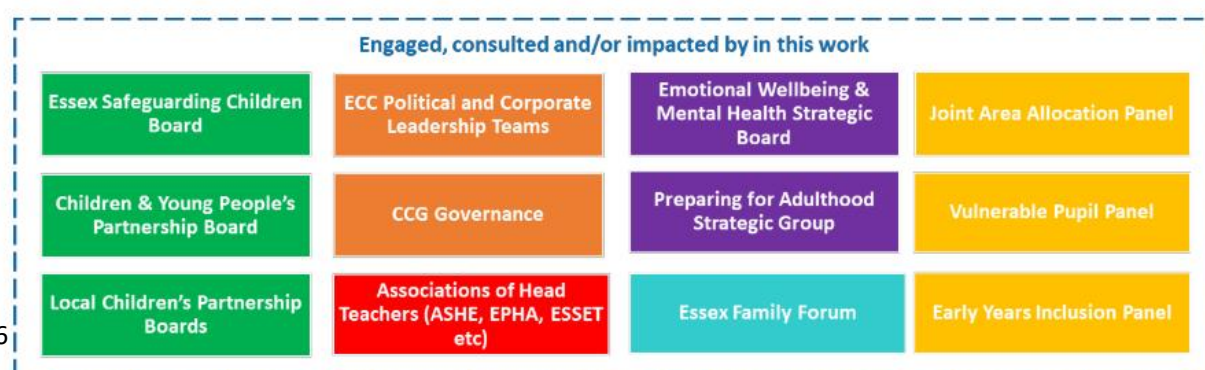 Engaged, consulted and/or impacted by in this work
Essex Safeguarding Children
Board
ECC Political and Corporate
Leadership Teams
Emotional Wellbeing &
Mental Health Strategic
Board
Joint Area Allocation Panel
Children & Young People's
Partnership Board
CCG Governance
Preparing for Adulthood
Strategic Group
Vulnerable Pupil Panel
Local Children's Partnership
Boards
Associations of Head
Teachers (ASHE, EPHA, ESSET
etc)
Essex Family Forum
Early Years Inclusion Panel
6